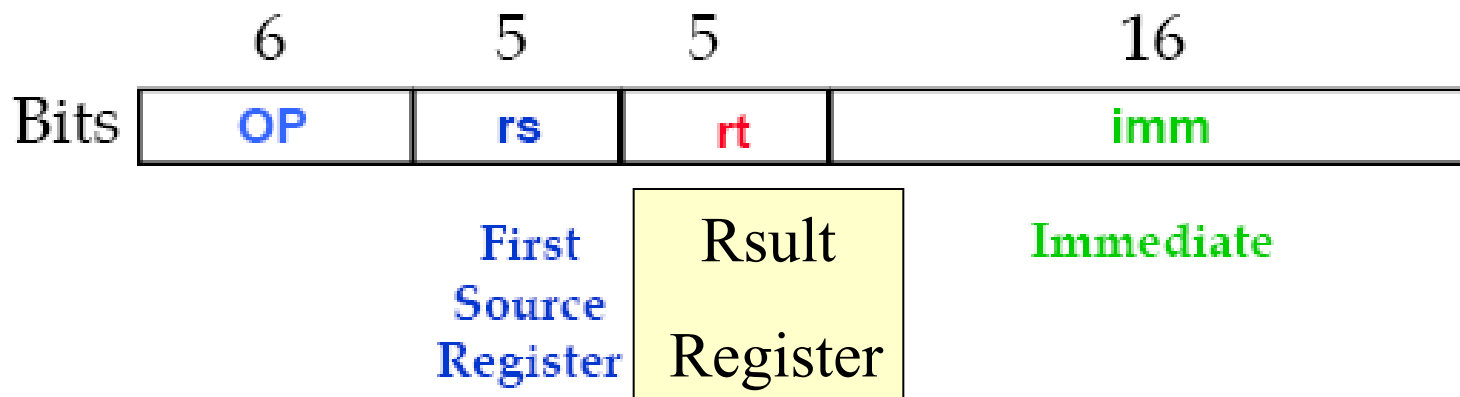 6 5 5 16
Bits OP rs rt imm
First
Source
Register
Rsult
Register
Immediate